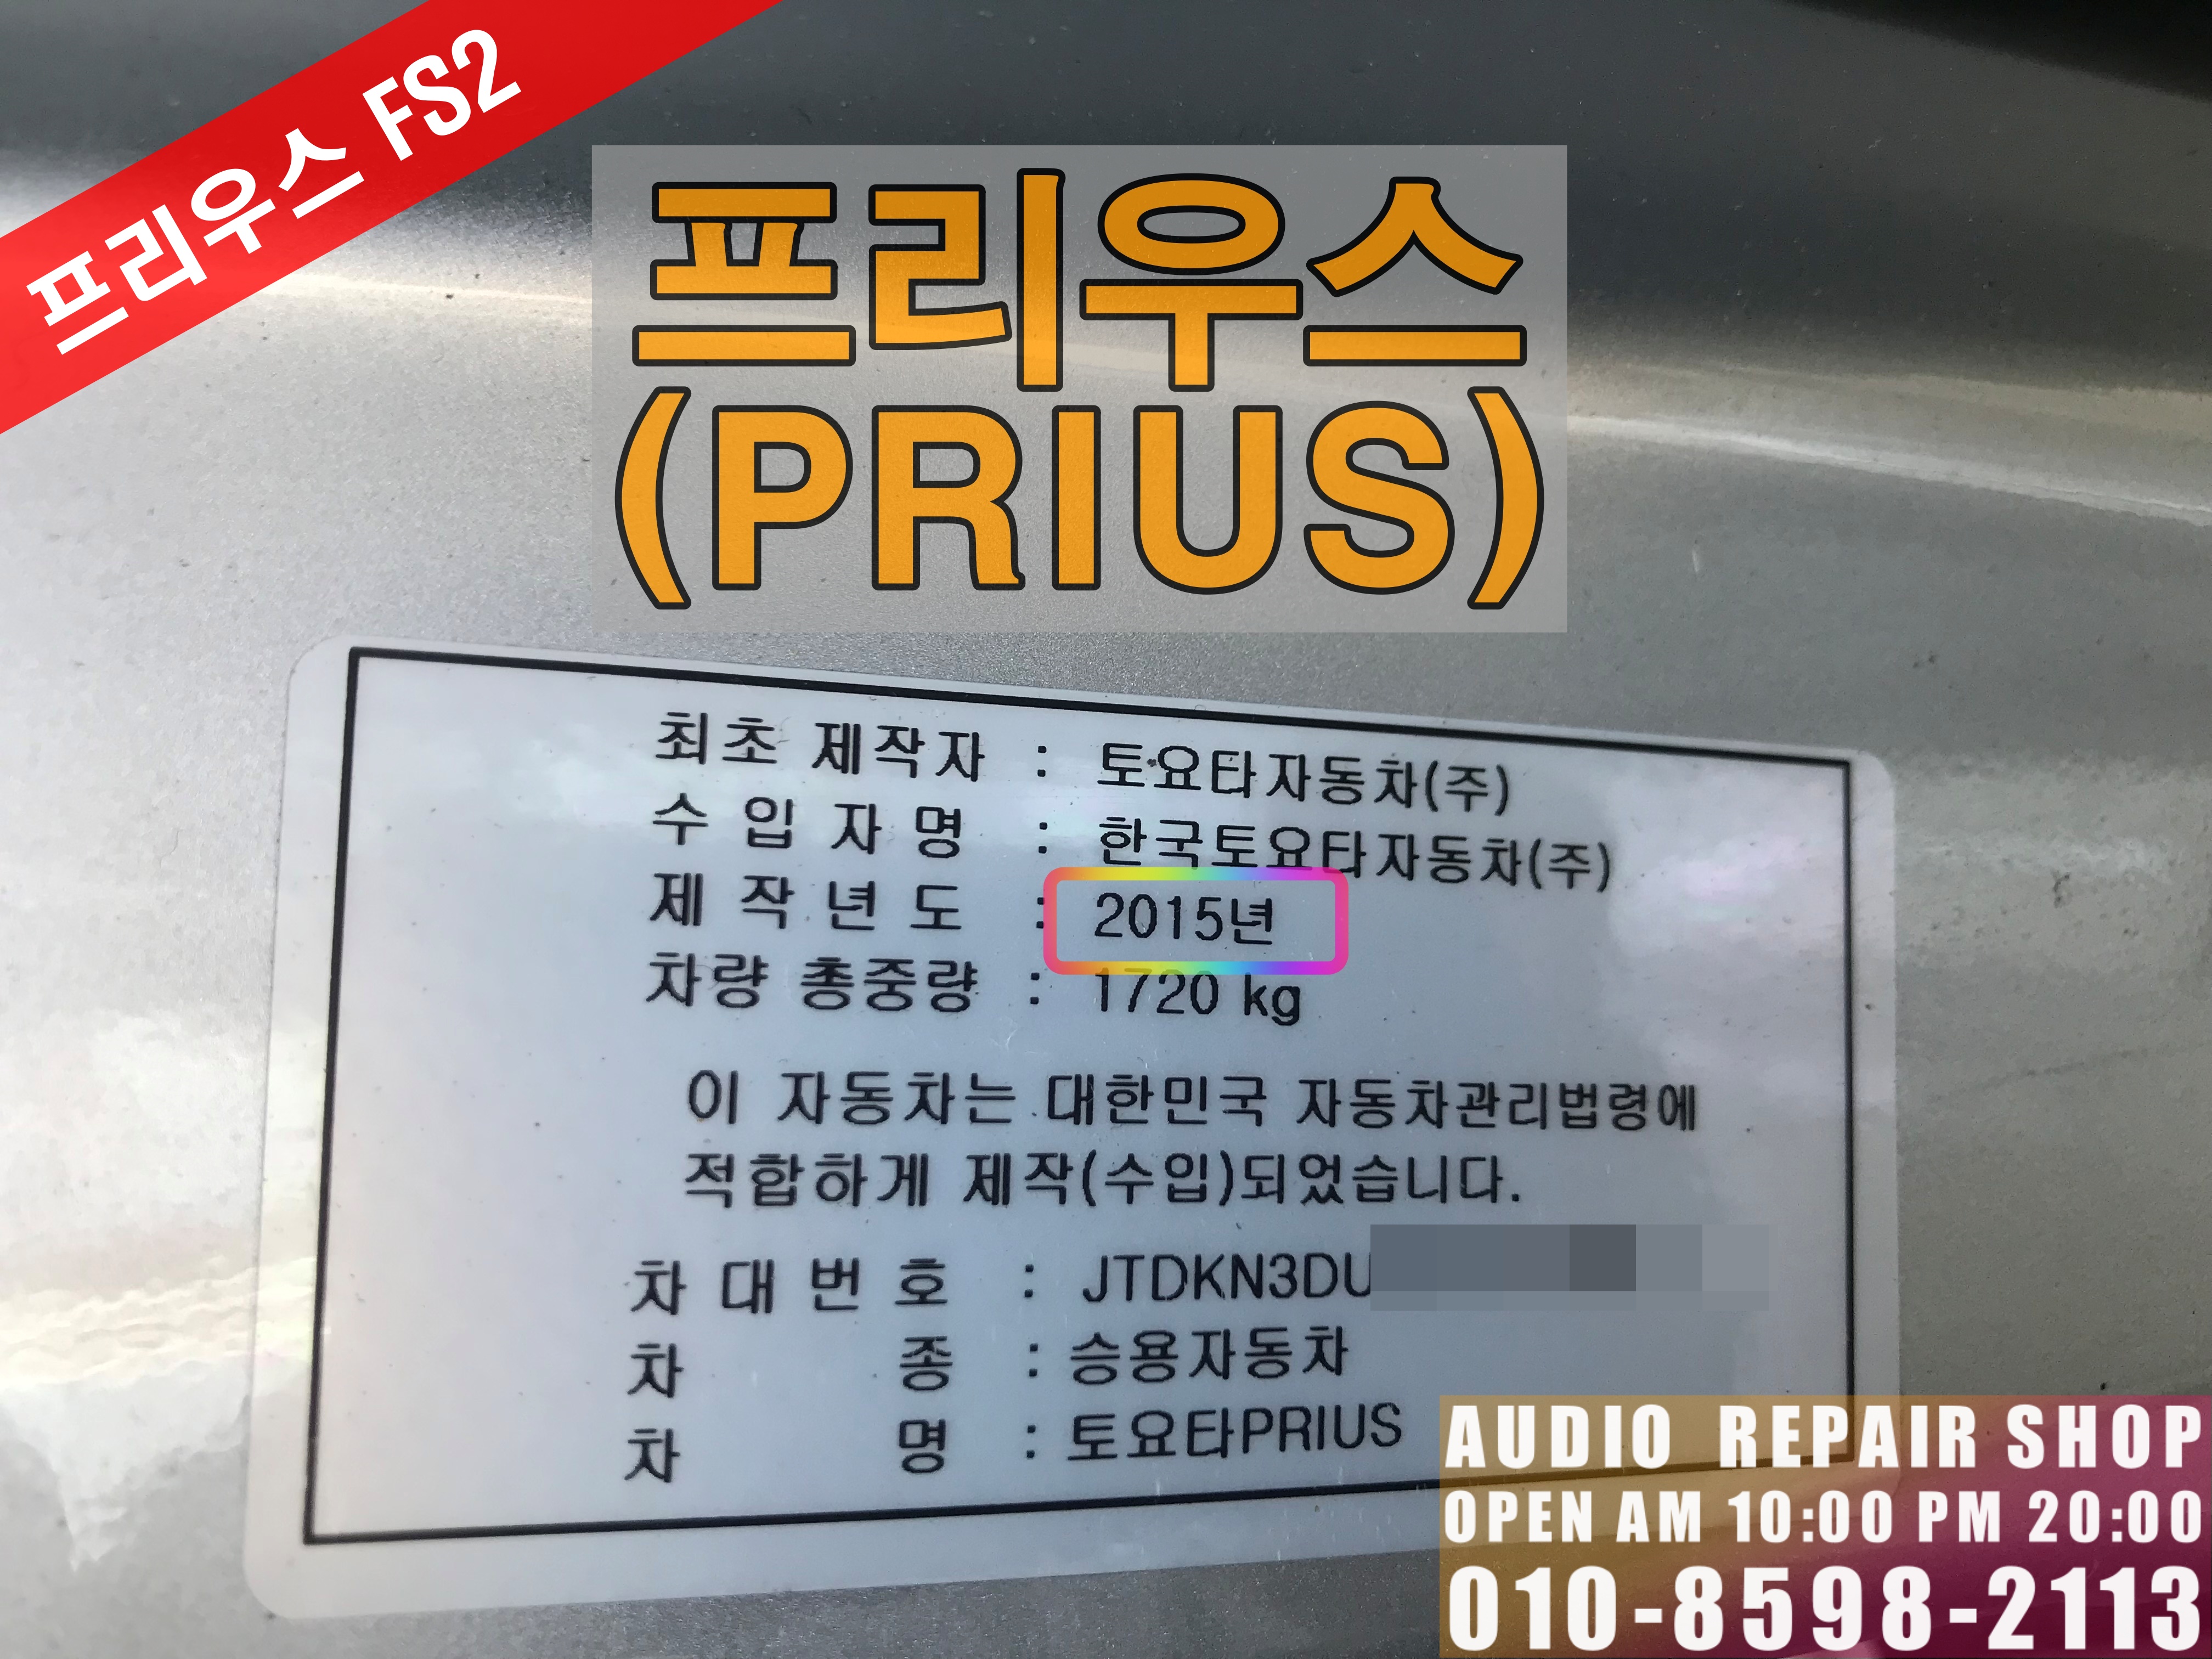 프리우스 FS2
프리우스
(PRIUS)
최초 제작자 : 토요타자동차(주)
수 입 자 명 : 한국토요타자동차(주)
제 작 년 도 : 2015년
차량 총중량 : 1720 kg
이 자동차는 대한민국 자동차관리법령에
적합하게 제작(수입)되었습니다.
차 대 번 호 : JTDKN3DU
차 종 : 승용자동차
차 명 : 토요타PRIUS
AUDIO REPAIR SHOP
OPEN AM 10:00 PM 20:00
010-8598-2113